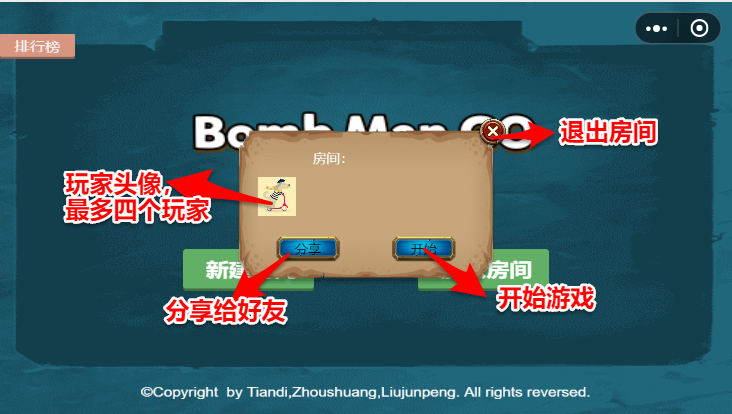 排行榜
Bomb Man GO
退出房间
房间:
玩家头像,
最多四个玩家
分享
开始
新建
房间
分享给好友
开始游戏
©Copyright by Tiandi,Zhoushuang,Liujunpeng. All rights reversed.